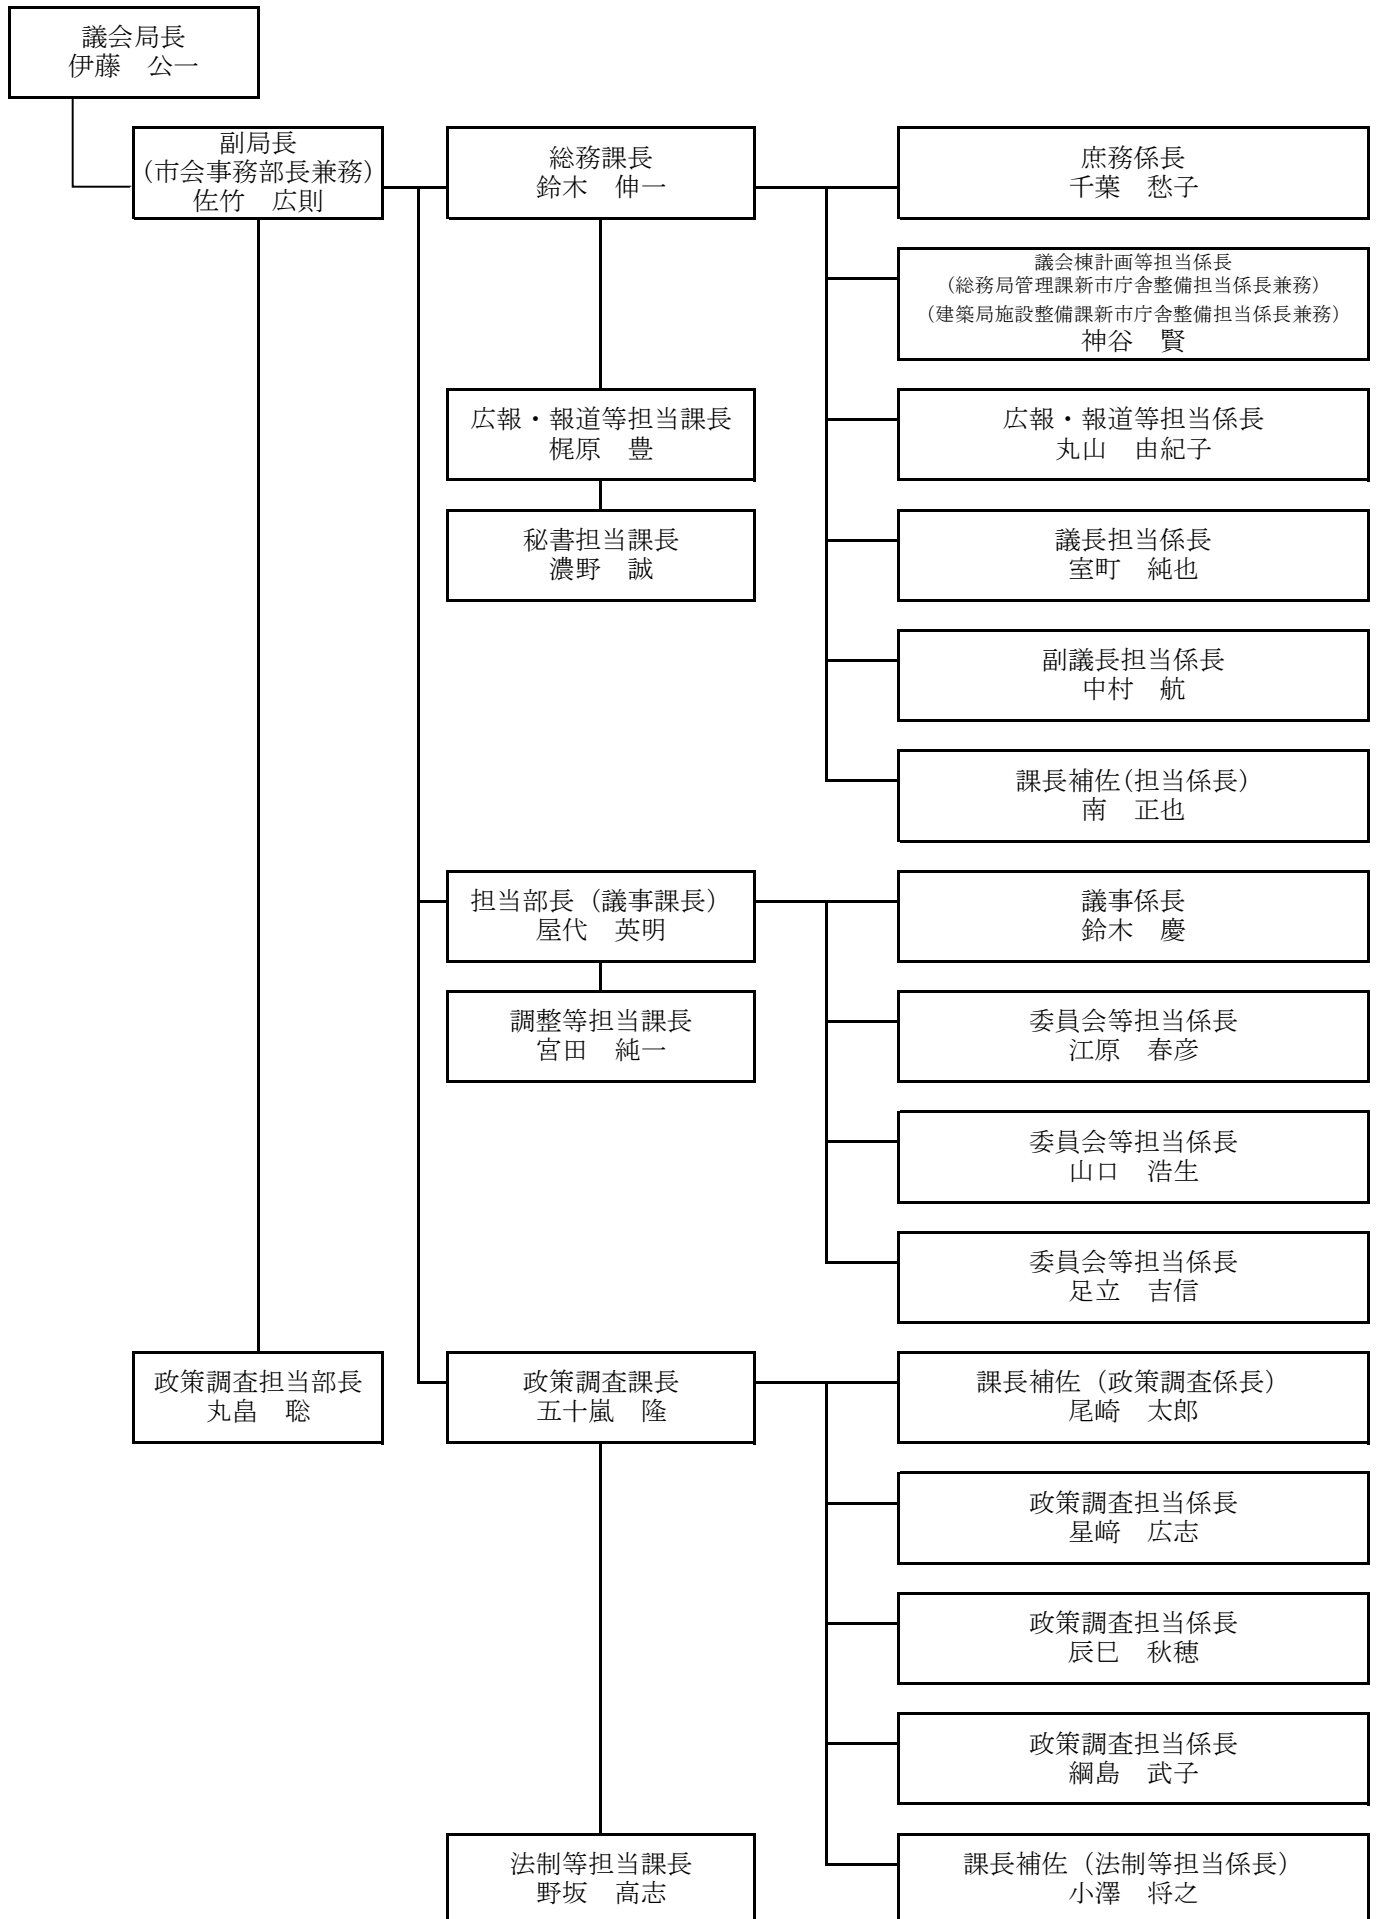 議会局長
伊藤　公一
副局長
（市会事務部長兼務）
佐竹　広則
総務課長
鈴木　伸一
庶務係長
千葉　愁子
議会棟計画等担当係長
（総務局管理課新市庁舎整備担当係長兼務）
（建築局施設整備課新市庁舎整備担当係長兼務）
神谷　賢
広報・報道等担当課長
梶原　豊
広報・報道等担当係長
丸山　由紀子
秘書担当課長
濃野　誠
議長担当係長
室町　純也
副議長担当係長
中村　航
課長補佐（担当係長）
南　正也
担当部長（議事課長）
屋代　英明
議事係長
鈴木　慶
調整等担当課長
宮田　純一
委員会等担当係長
江原　春彦
委員会等担当係長
山口　浩生
委員会等担当係長
足立　吉信
政策調査担当部長
丸畠　聡
政策調査課長
五十嵐　隆
課長補佐（政策調査係長）
尾崎　太郎
政策調査担当係長
星﨑　広志
政策調査担当係長
辰巳　秋穂
政策調査担当係長
綱島　武子
法制等担当課長
野坂　高志
課長補佐（法制等担当係長）
小澤　将之